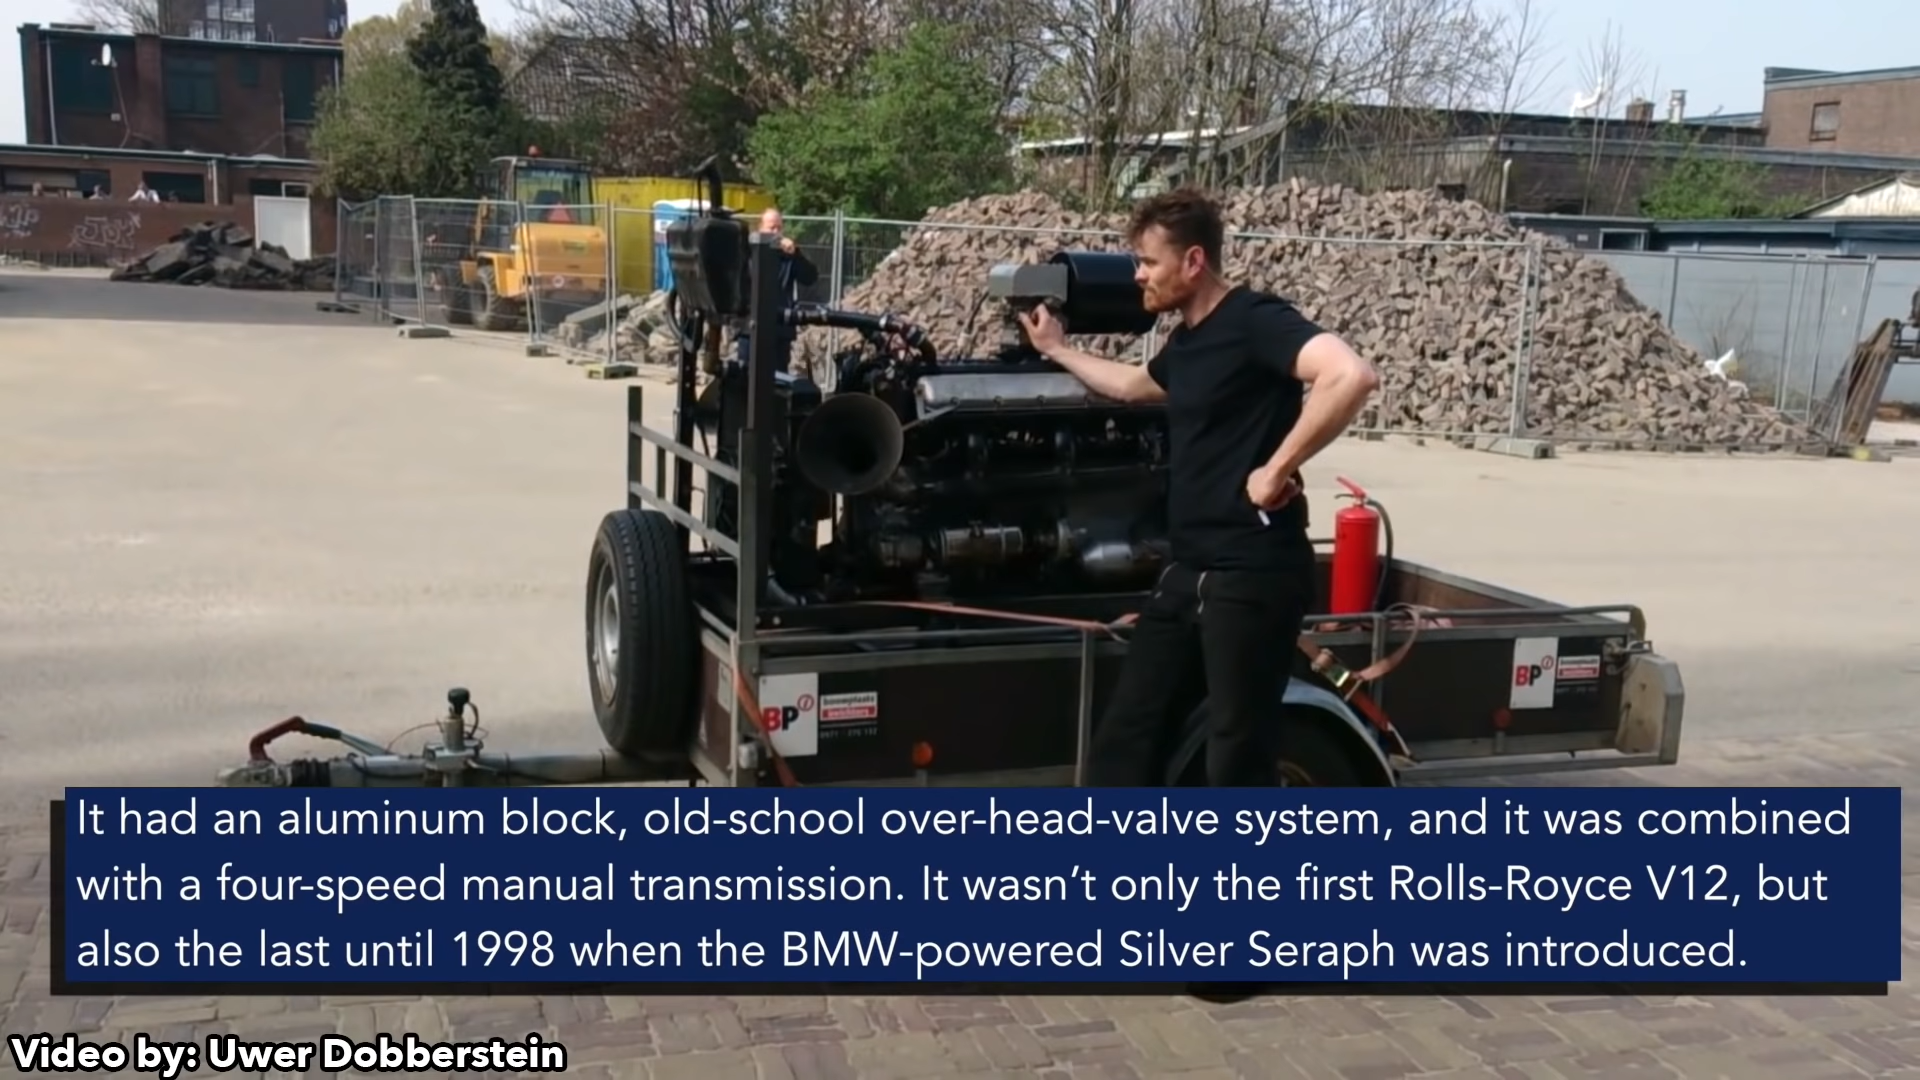 BP
BP
It had an aluminum block, old-school over-head-valve system, and it was combined
with a four-speed manual transmission. It wasn't only the first Rolls-Royce V12, but
also the last until 1998 when the BMW-powered Silver Seraph was introduced.
Video by: Uwer Dobberstein